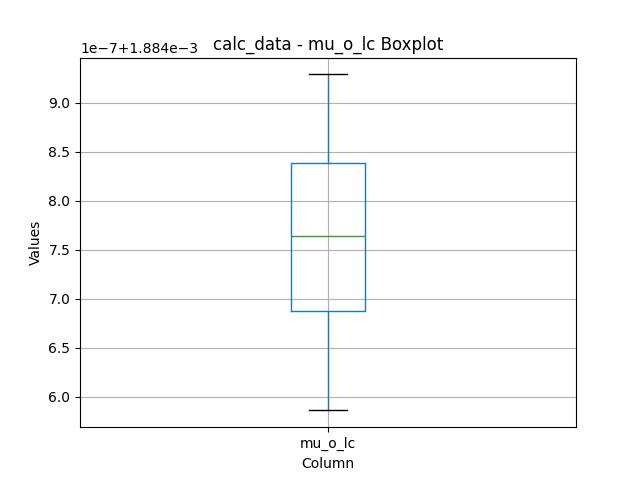 1e−7+1.884e−3
calc_data - mu_o_lc Boxplot
9.0
8.5
8.0
7.5
7.0
6.5
6.0
Values
mu_o_lc
Column